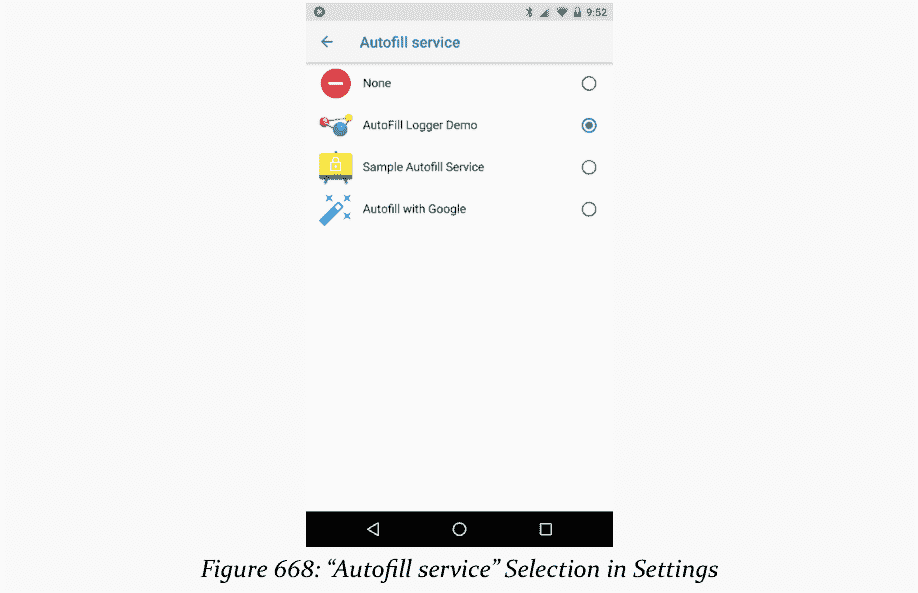 9:52
Autofill service
None
AutoFill Logger Demo
Sample Autofill Service
Autofill with Google
Figure 668: “Autofill service” Selection in Settings